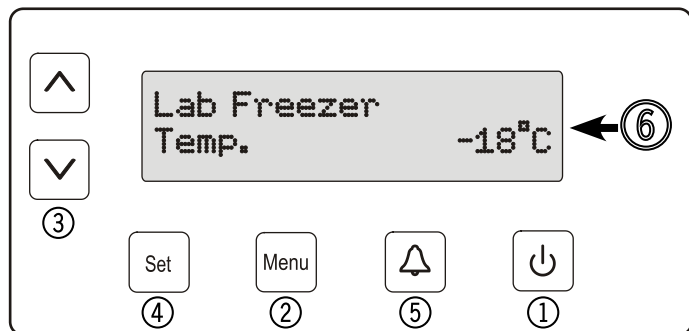 Lab Freezer
Temp. -18°C
⑥
③
Set Menu
④ ② ⑤ ①